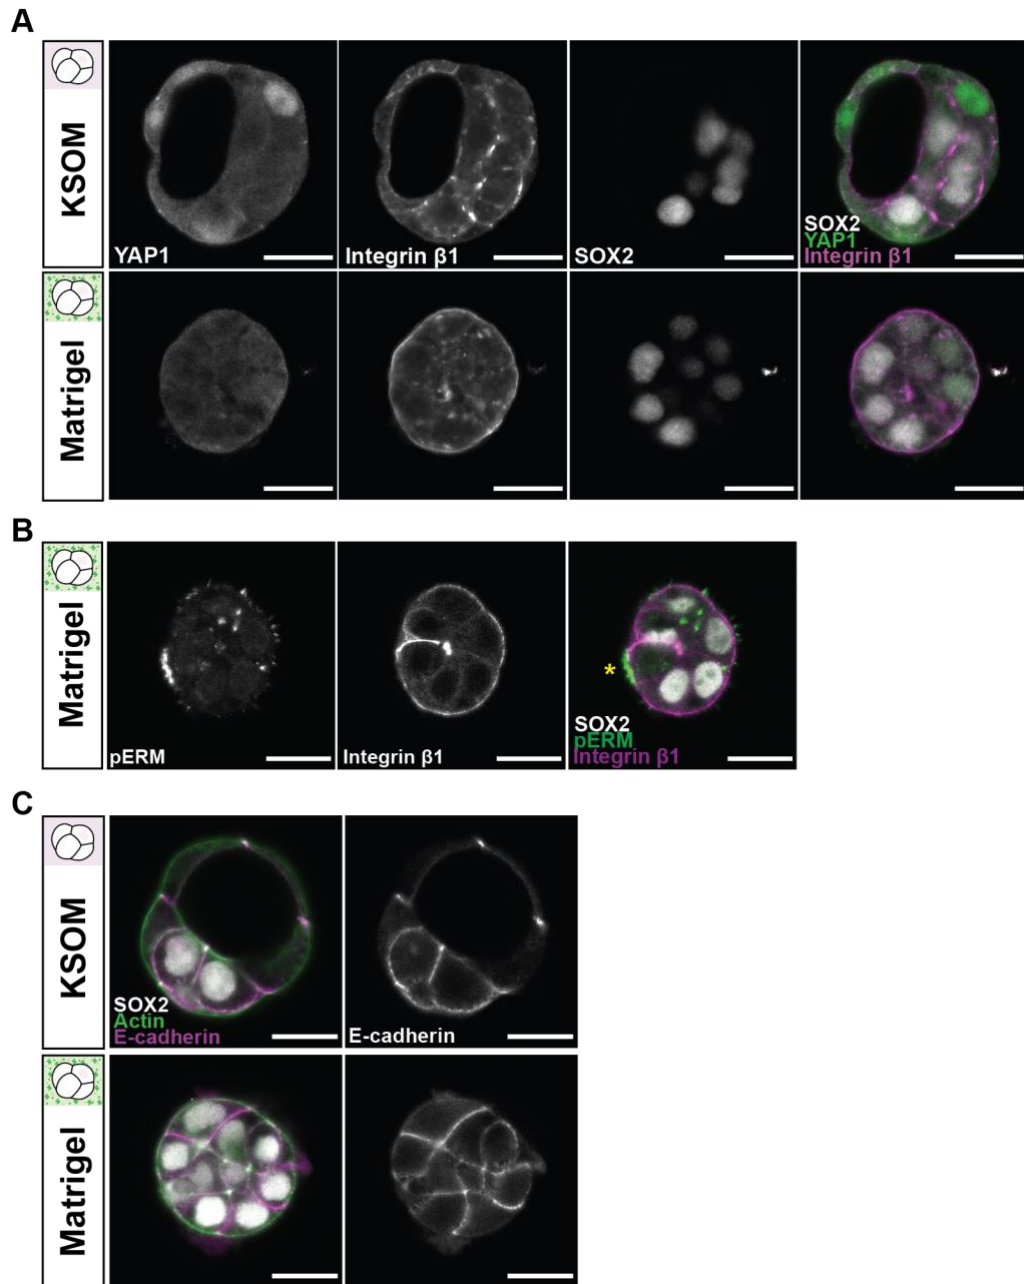 A
KSOM
YAP1
Integrin β1
SOX2
SOX2
YAP1
Integrin β1
Matrigel
B
Matrigel
pERM
Integrin β1
*
SOX2
pERM
Integrin β1
C
KSOM
SOX2
Actin
E-cadherin
E-cadherin
Matrigel